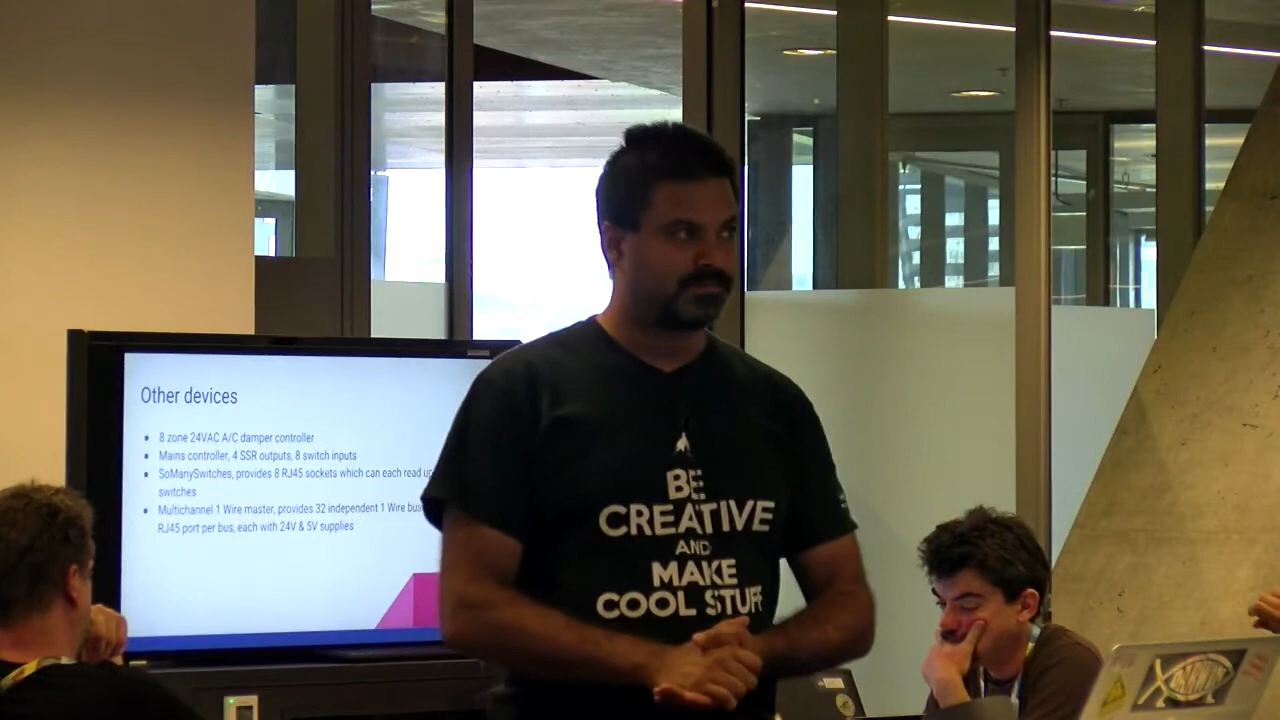 Other devices
8 zone 24VAC A/C damper controller
Mains controller, 4 SSR outputs, 8 switch inputs
SoManySwitches, provides 8 RJ45 sockets which can each read up
switches
Multichannel 1 Wire master, provides 32 independent 1 Wire
RJ45 port per bus, each with 24V & 5V supplies
BE
CREATIVE
AND
MAKE
COOL STUFF